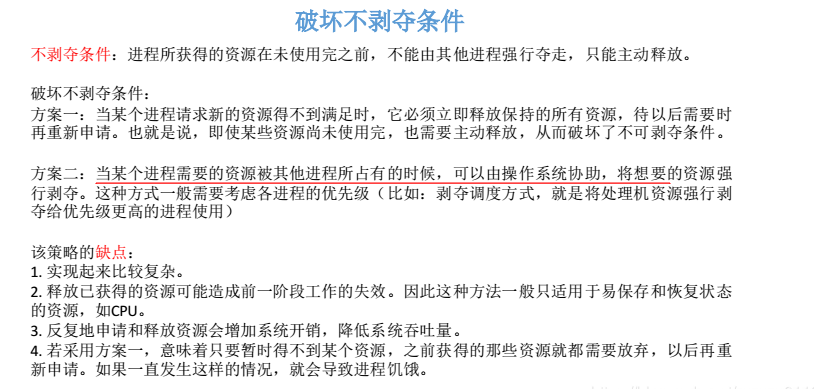 破坏不剥夺条件
不剥夺条件：进程所获得的资源在未使用完之前，不能由其他进程强行夺走，只能主动释放。
破坏不剥夺条件：
方案一：当某个进程请求新的资源得不到满足时，它必须立即释放保持的所有资源，待以后需要时
再重新申请。也就是说，即使某些资源尚未使用完，也需要主动释放，从而破坏了不可剥夺条件。
方案二：当某个进程需要的资源被其他进程所占有的时候，可以由操作系统协助，将想要的资源强
行剥夺。这种方式一般需要考虑各进程的优先级（比如：剥夺调度方式，就是将处理机资源强行剥
夺给优先级更高的进程使用）
该策略的缺点：
1. 实现起来比较复杂。
2. 释放已获得的资源可能造成前一阶段工作的失效。因此这种方法一般只适用于易保存和恢复状态
的资源，如CPU。
3. 反复地申请和释放资源会增加系统开销，降低系统吞吐量。
4. 若采用方案一，意味着只要暂时得不到某个资源，之前获得的那些资源就都需要放弃，以后再重
新申请。如果一直发生这样的情况，就会导致进程饥饿。